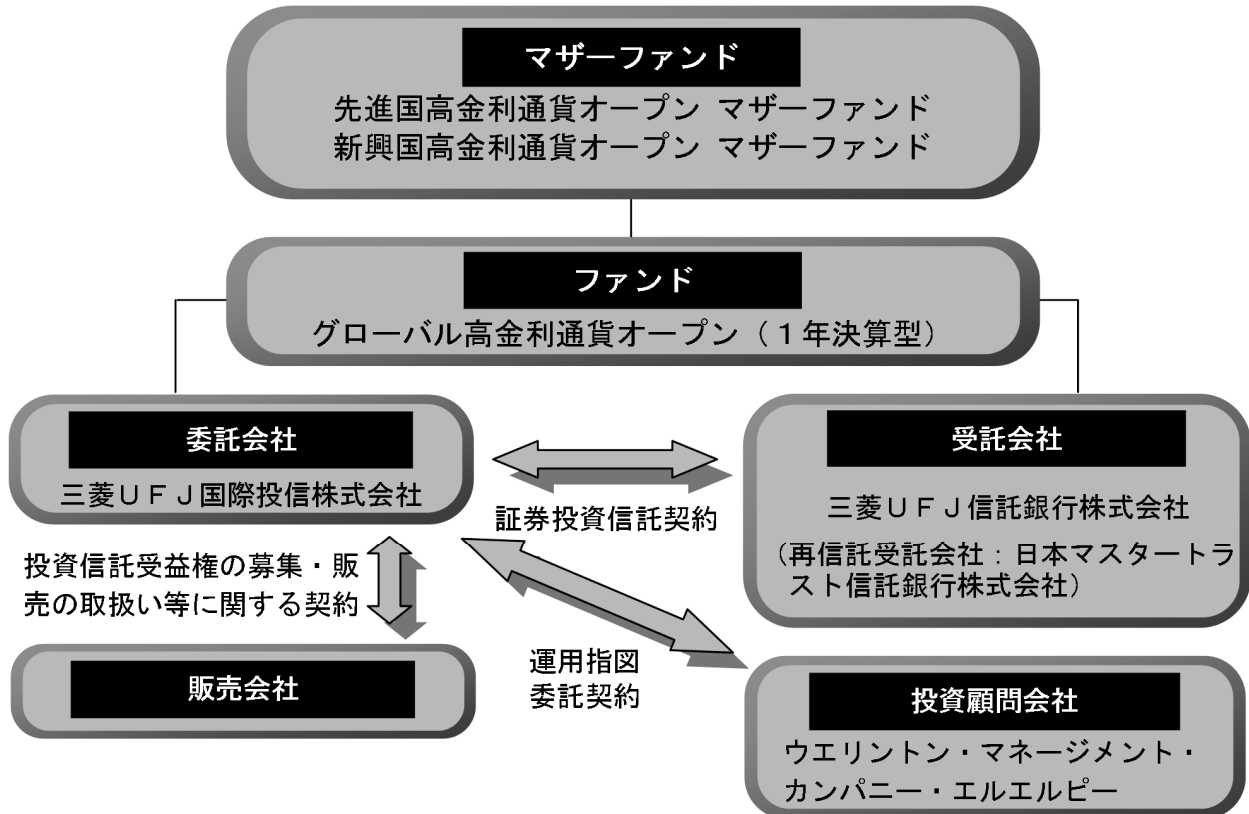 マザーファンド
先進国高金利通貨オープン マザーファンド
新興国高金利通貨オープン マザーファンド
ファンド
グローバル高金利通貨オープン（１年決算型）
委託会社
三菱ＵＦＪ国際投信株式会社
証券投資信託契約
受託会社
三菱ＵＦＪ信託銀行株式会社
（再信託受託会社：日本マスタートラ
スト信託銀行株式会社）
投資信託受益権の募集・販
売の取扱い等に関する契約
運用指図
委託契約
販売会社
投資顧問会社
ウエリントン・マネージメント・
カンパニー・エルエルピー